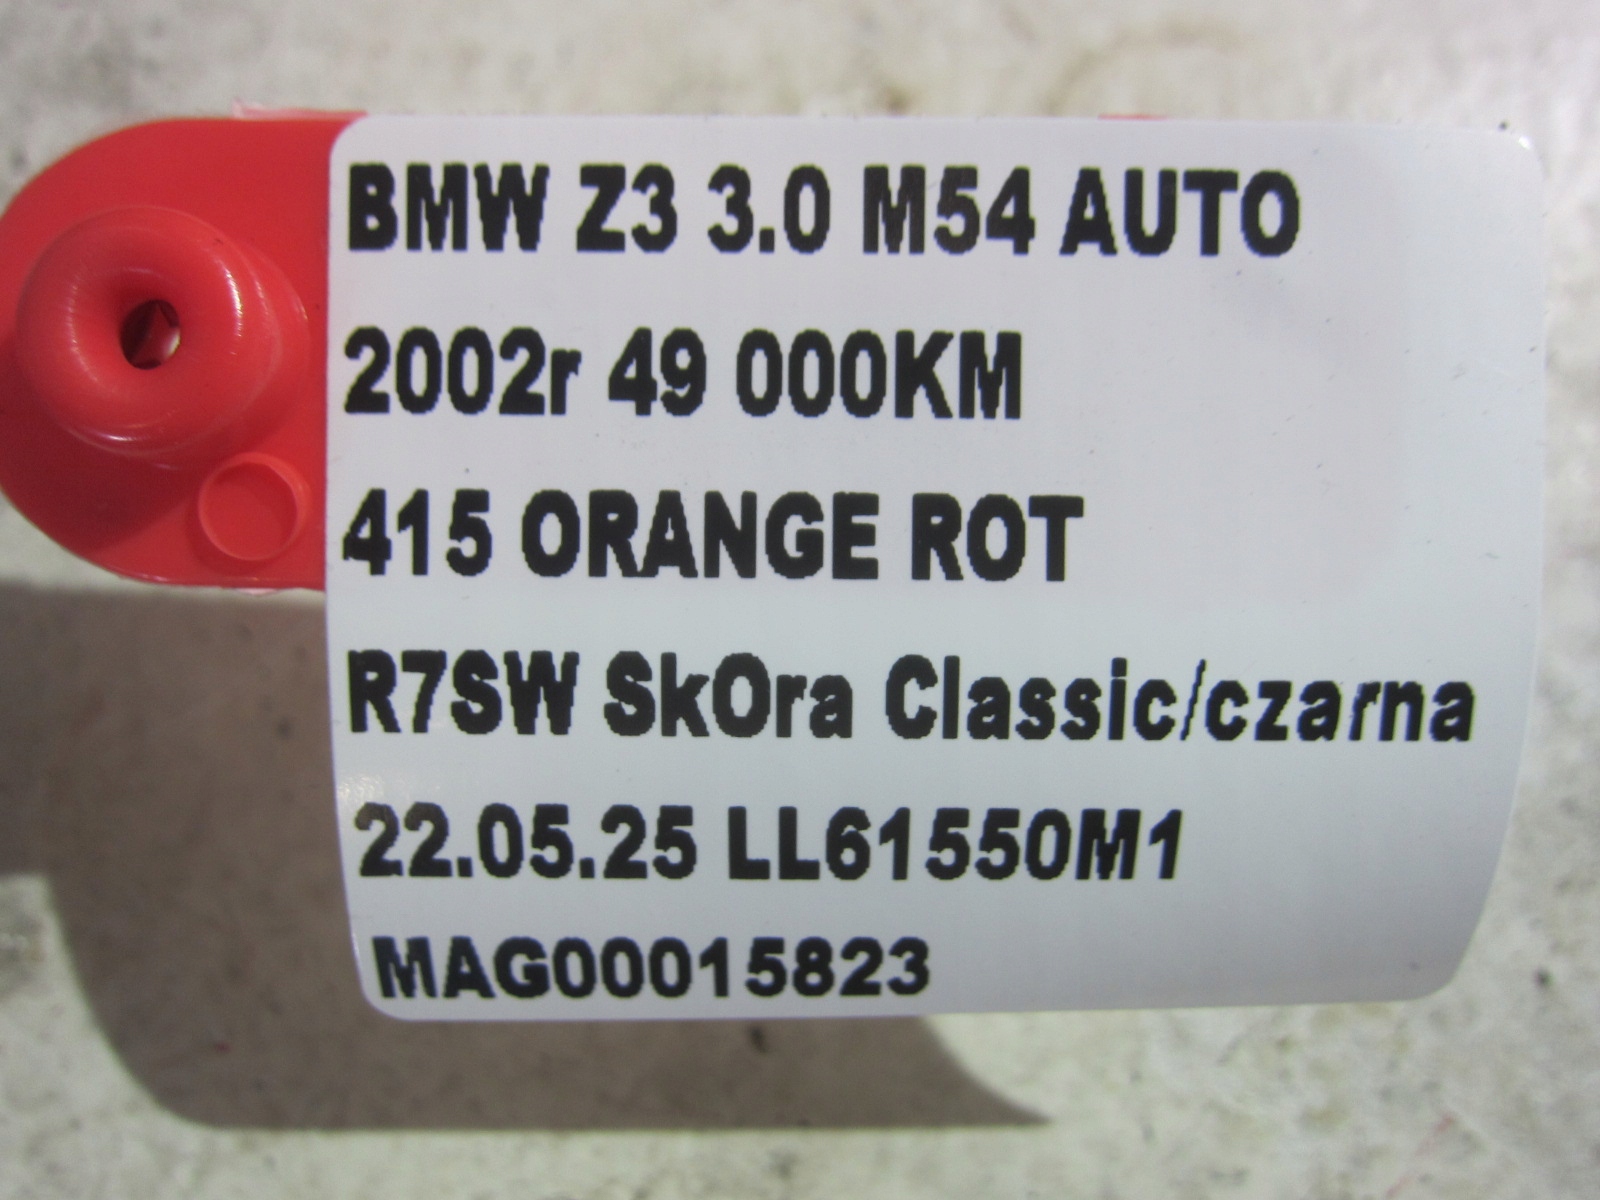 BMW Z3 3.0 M54 AUTO
2002r 49 000KM
415 ORANGE ROT
R7SW SkOra Classic/czarna
22.05.25 LL61550M1
MAG00015823